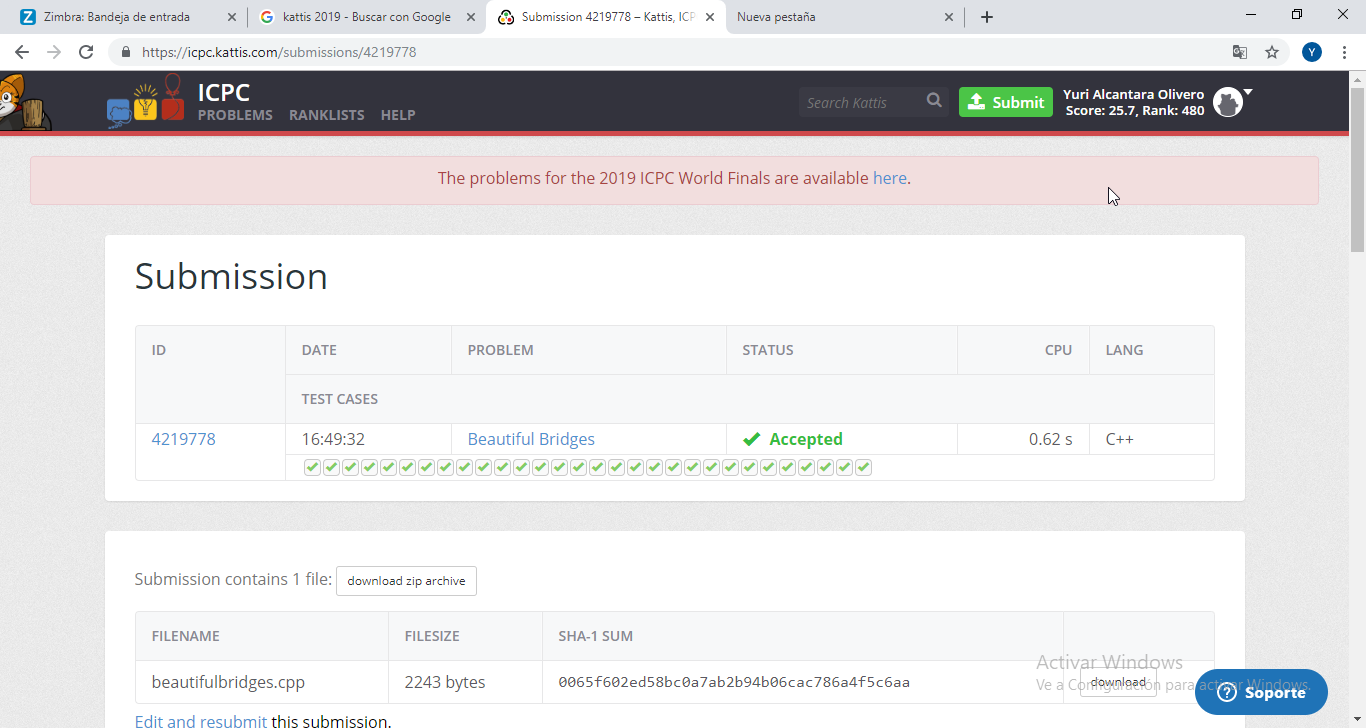 Zimbra: Bandeja de entrada
kattis 2019 - Buscar con Google
Submission 4219778 – Kattis, ICP
Nueva pestaña
https://icpc.kattis.com/submissions/4219778
Y
ICPC
PROBLEMS RANKLISTS HELP
Search Kattis
Submit
Yuri Alcantara Olivero
Score: 25.7, Rank: 480
The problems for the 2019 ICPC World Finals are available here.
Submission
ID DATE PROBLEM STATUS CPU LANG
TEST CASES
4219778 16:49:32 Beautiful Bridges Accepted 0.62 s C++
Submission contains 1 file: download zip archive
FILENAME FILESIZE SHA-1 SUM
beautifulbridges.cpp 2243 bytes 0065f602ed58bc0a7ab2b94b06cac786a4f5c6aa download
Edit and resubmit this submission.
Activar Windows
Ve a Configuración para activar Windows.
Soporte